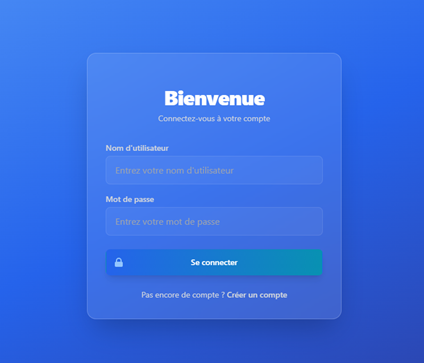 Bienvenue
Connectez-vous à votre compte
Nom d'utilisateur
Entrez votre nom d'utilisateur
Mot de passe
Entrez votre mot de passe
Se connecter
Pas encore de compte ? Créer un compte